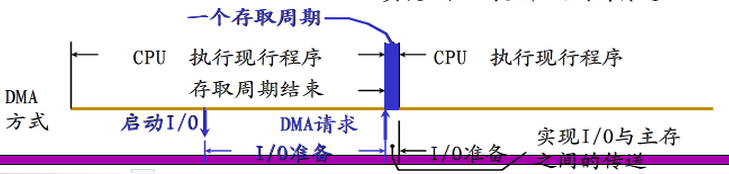 一个存取周期
CPU 执行现行程序
CPU 执行现行程序
存取周期结束
DMA
方式
启动I/O
DMA请求
I/O准备
I/O准备
实现I/O与主存
之间的传送